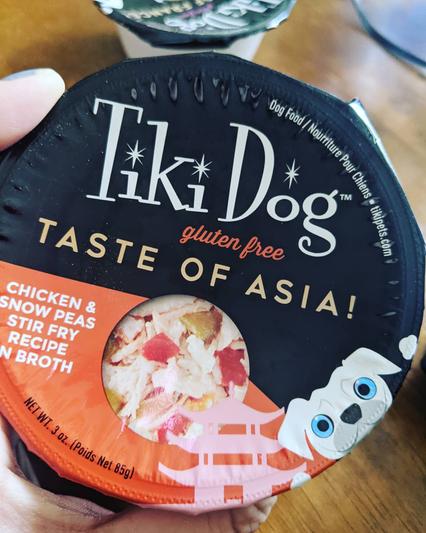 Dog Food / Nourriture Pour Chiens • tikipets.com
Tiki Dog™
gluten free
TASTE OF ASIA!
CHICKEN &
SNOW PEAS
STIR FRY
RECIPE
IN BROTH
NET WT. 3 oz. (Poids Net 85g)